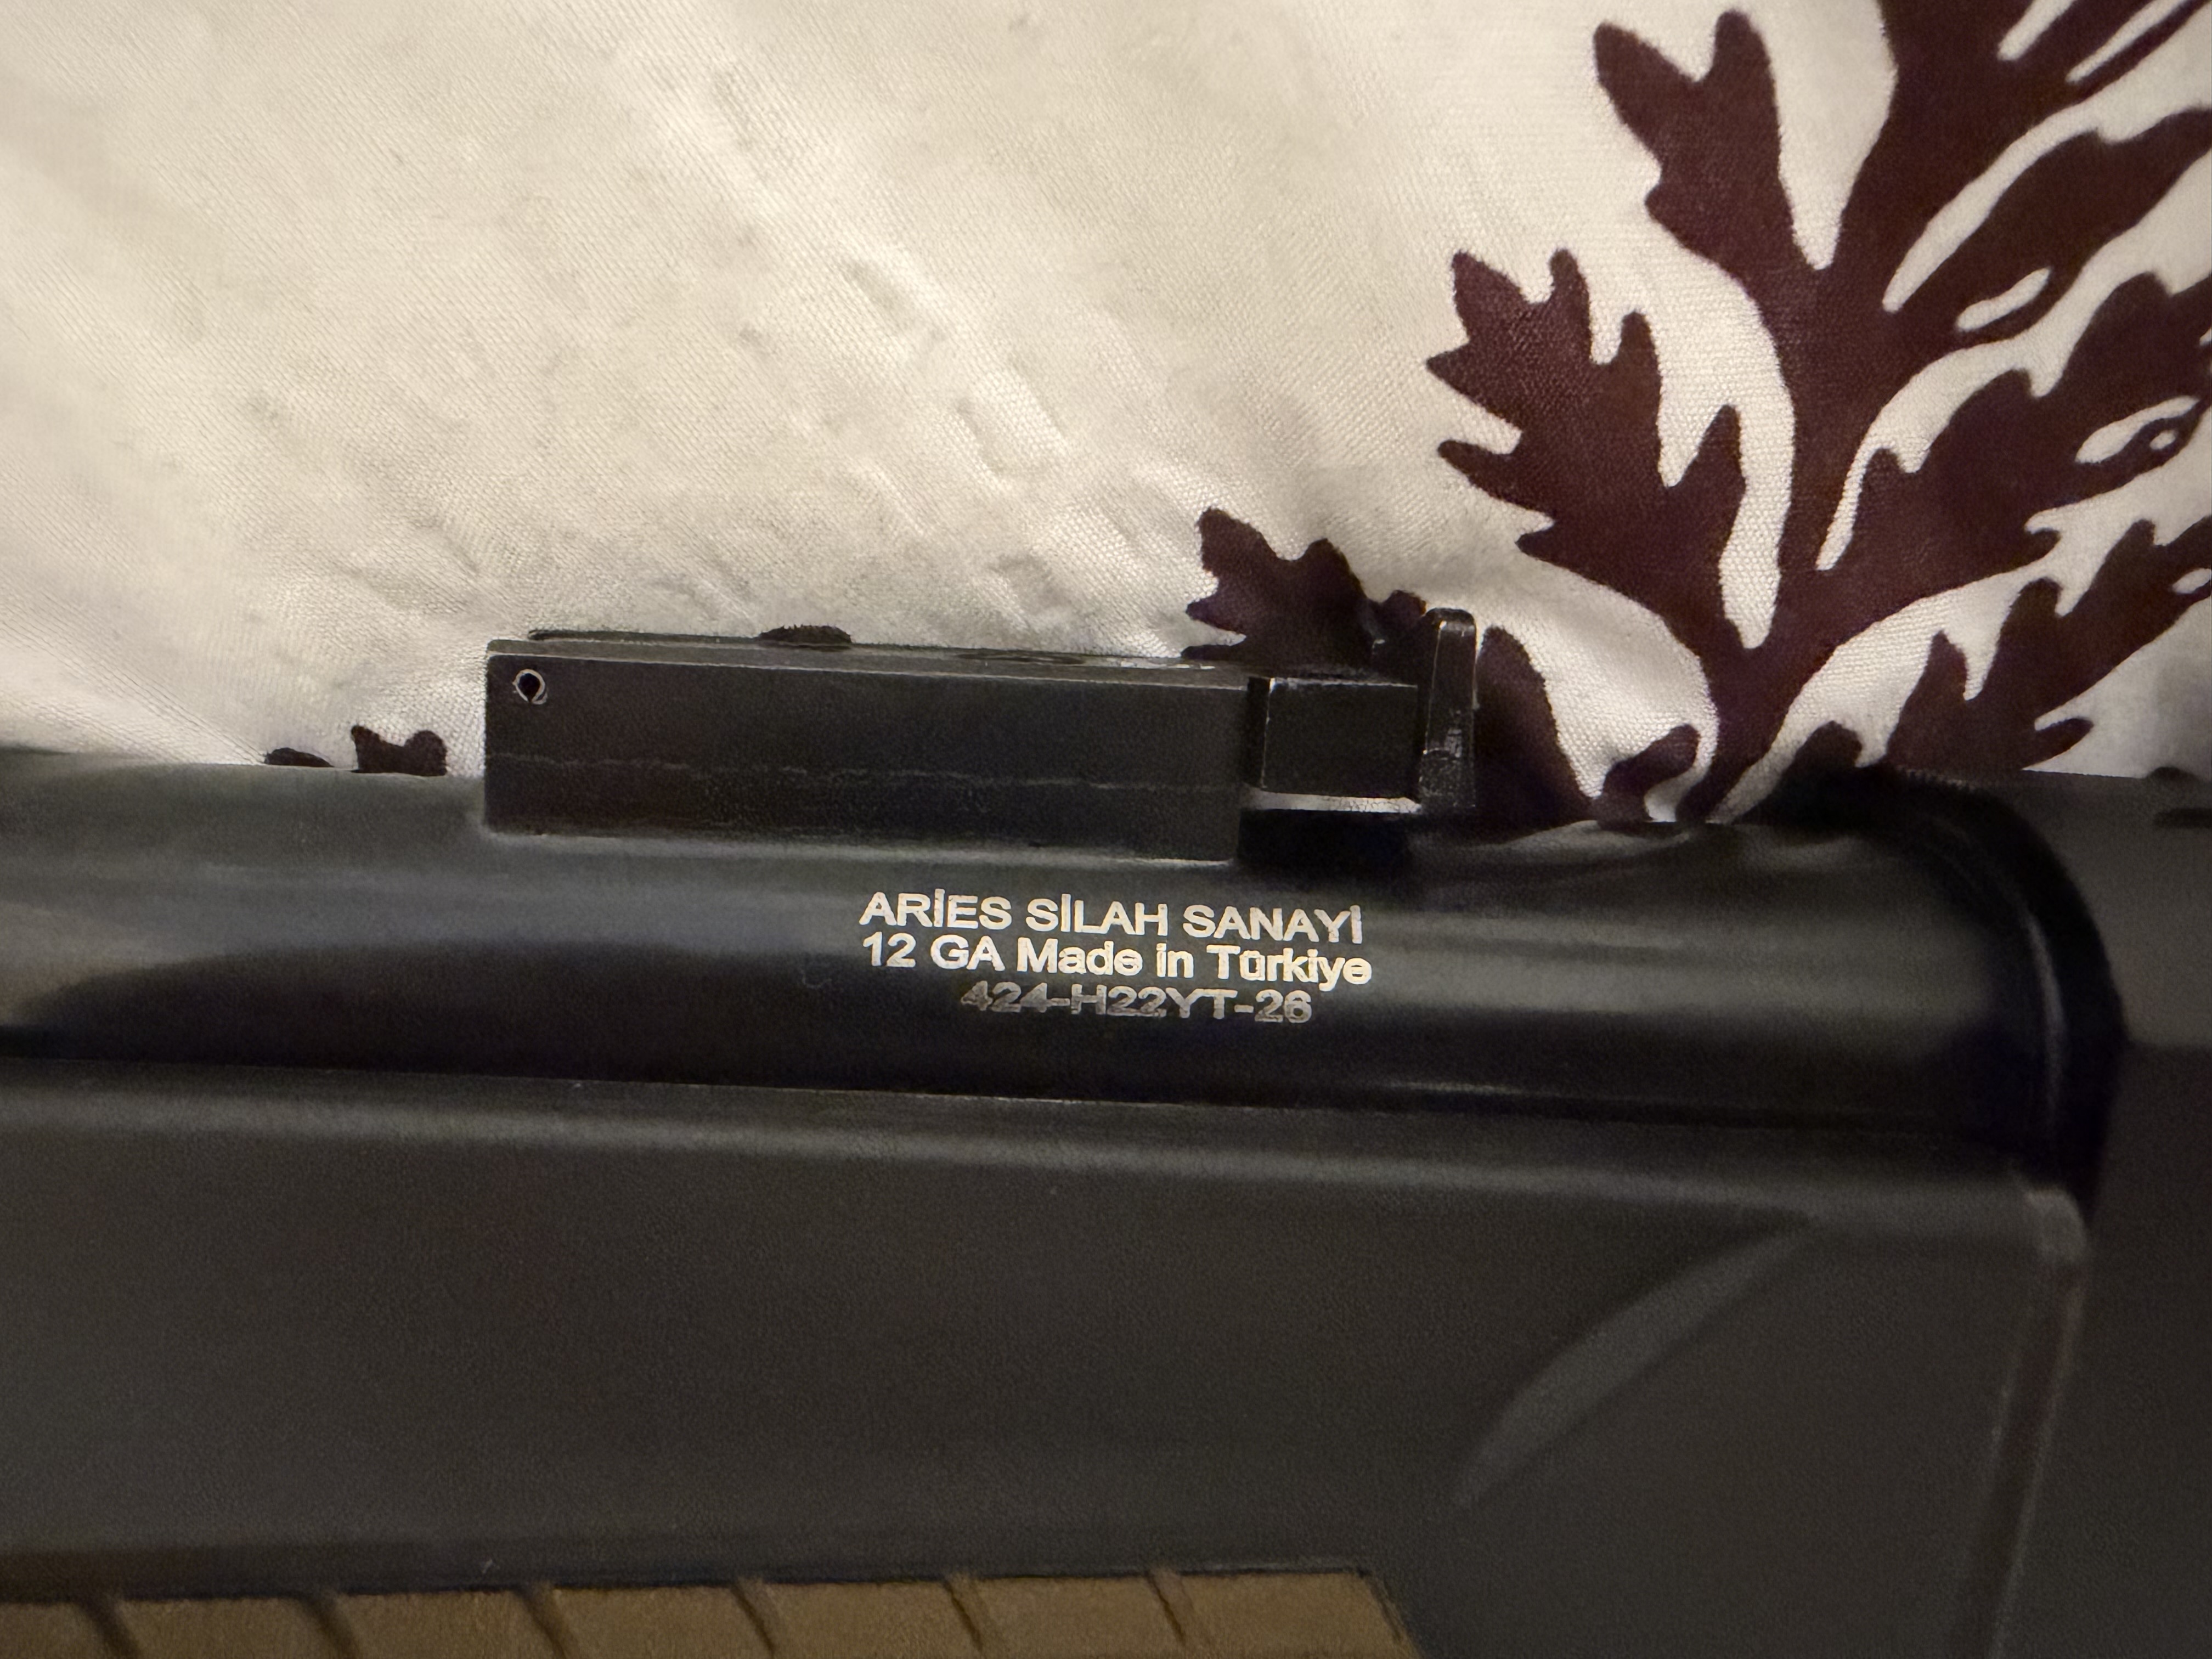 ARİES SİLAH SANAYİ
12 GA Made in Türkiye
424-H22YT-26